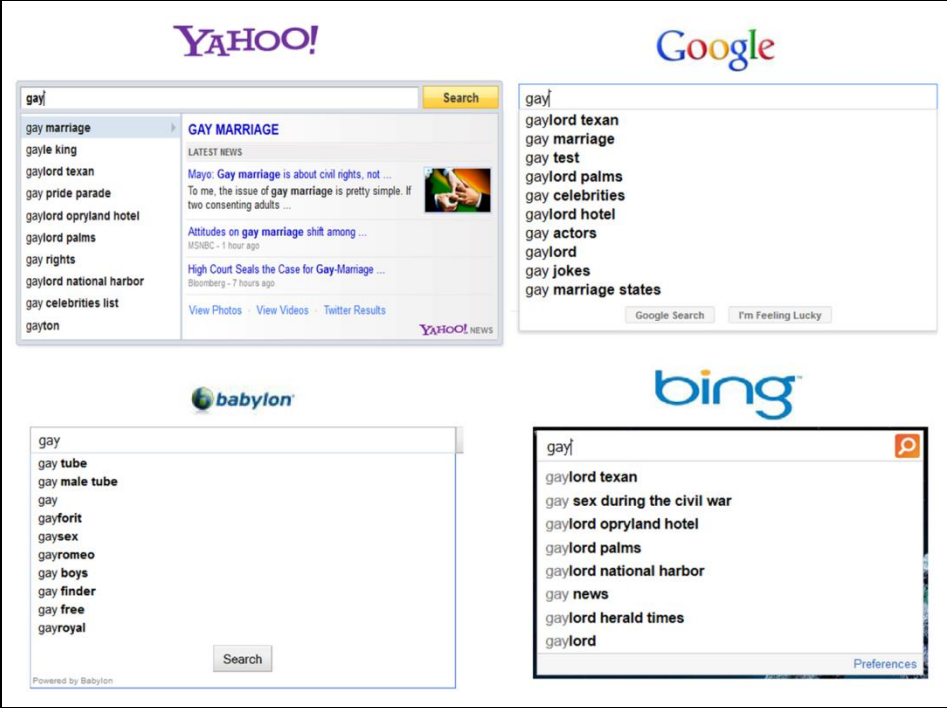 YAHOO!
gay
Search
gay marriage
gayle king
gaylord texan
gay pride parade
gaylord opryland hotel
gaylord palms
gay rights
gaylord national harbor
gay celebrities list
gayton
GAY MARRIAGE
LATEST NEWS
Mayo: Gay marriage is about civil rights, not ...
To me, the issue of gay marriage is pretty simple. If
two consenting adults ...
Attitudes on gay marriage shift among ...
MSNBC - 1 hour ago
High Court Seals the Case for Gay-Marriage ...
Bloomberg - 7 hours ago
View Photos · View Videos · Twitter Results
YAHOO! NEWS
Google
gay
gaylord texan
gay marriage
gay test
gaylord palms
gay celebrities
gaylord hotel
gay actors
gaylord
gay jokes
gay marriage states
Google Search
I'm Feeling Lucky
babylon
gay
gay tube
gay male tube
gay
gayforit
gaysex
gayromeo
gay boys
gay finder
gay free
gayroyal
Search
Powered by Babylon
bing
gay
gaylord texan
gay sex during the civil war
gaylord opryland hotel
gaylord palms
gaylord national harbor
gay news
gaylord herald times
gaylord
Preferences